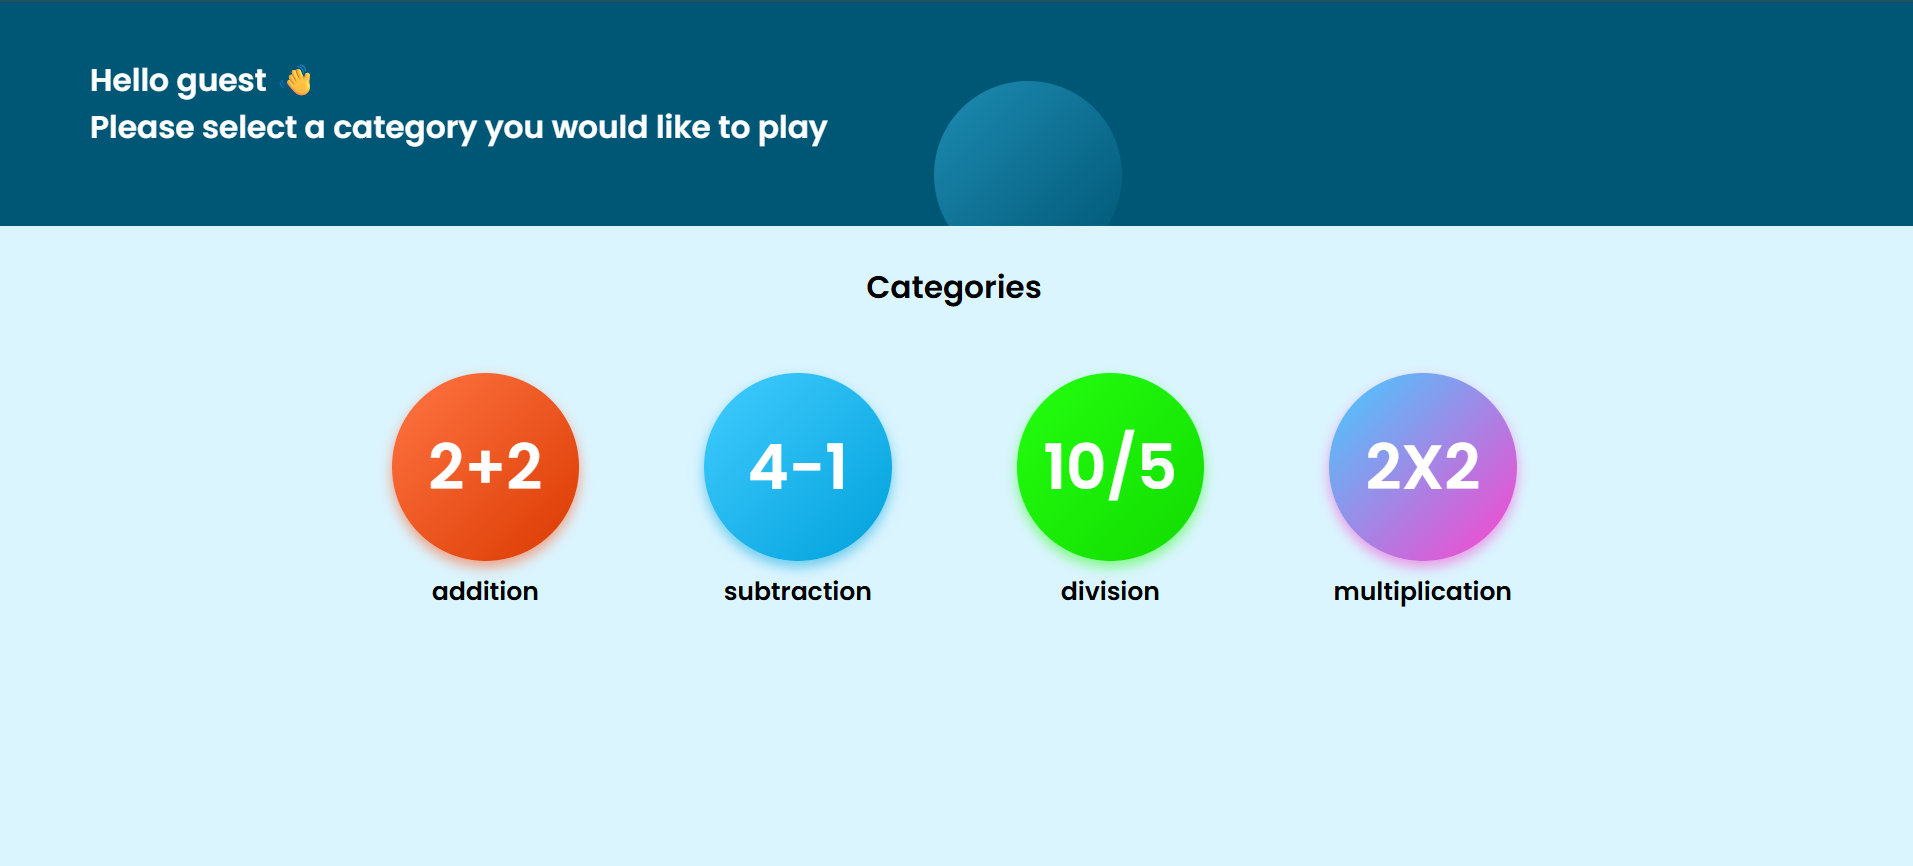 Hello guest 👋
Please select a category you would like to play
Categories
2+2
4-1
10/5
2X2
addition
subtraction
division
multiplication